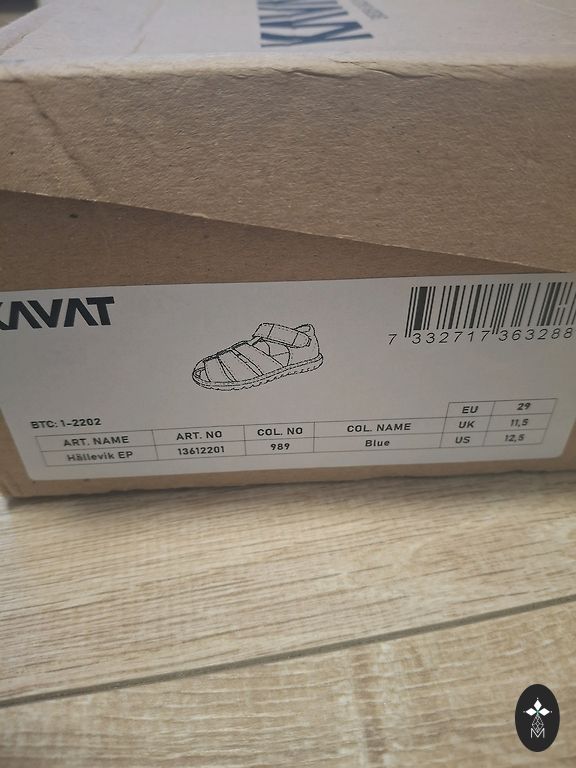 KAVAT
KAVAT
7 332717 363288
BTC: 1-2202
ART. NAME ART. NO COL. NO COL. NAME
Hällevik EP 13612201 989 Blue
EU 29
UK 11,5
US 12,5
M